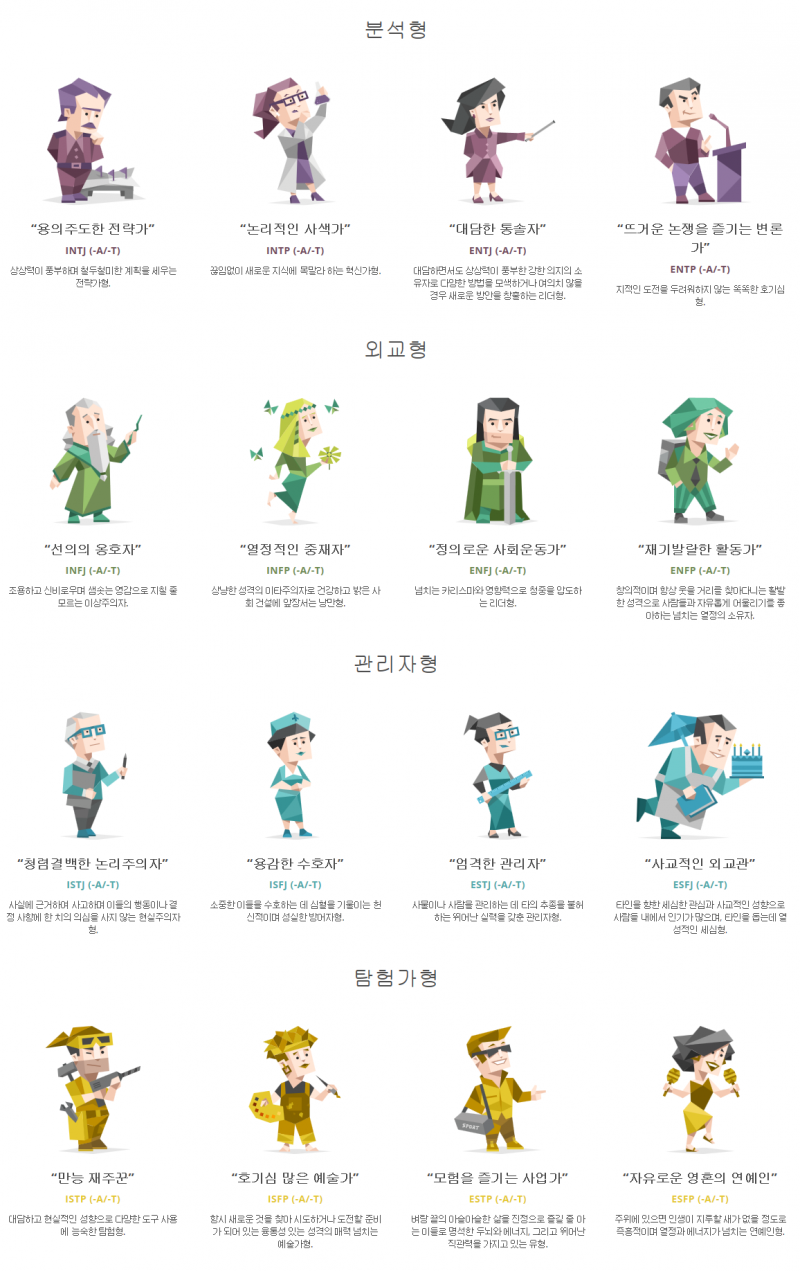 분석형
“용의주도한 전략가”
INTJ (-A/-T)
상상력이 풍부하며 철두철미한 계획을 세우는
전략가형.
“논리적인 사색가”
INTP (-A/-T)
끊임없이 새로운 지식에 목말라 하는 혁신가형.
“대담한 통솔자”
ENTJ (-A/-T)
대담하면서도 상상력이 풍부한 강한 의지의 소
유자로 다양한 방법을 모색하거나 여의치 않을
경우 새로운 방안을 창출하는 리더형.
“뜨거운 논쟁을 즐기는 변론
가”
ENTP (-A/-T)
지적인 도전을 두려워하지 않는 똑똑한 호기심
형.
외교형
“선의의 옹호자”
INFJ (-A/-T)
조용하고 신비로우며 샘솟는 영감으로 지칠 줄
모르는 이상주의자.
“열정적인 중재자”
INFP (-A/-T)
상냥한 성격의 이타주의자로 건강하고 밝은 사
회 건설에 앞장서는 낭만형.
“정의로운 사회운동가”
ENFJ (-A/-T)
넘치는 카리스마와 영향력으로 청중을 압도하
는 리더형.
“재기발랄한 활동가”
ENFP (-A/-T)
창의적이며 항상 웃을 거리를 찾아다니는 활발
한 성격으로 사람들과 자유롭게 어울리기를 좋
아하는 넘치는 열정의 소유자.
관리자형
“청렴결백한 논리주의자”
ISTJ (-A/-T)
사실에 근거하여 사고하며 이들의 행동이나 결
정 사항에 한 치의 의심을 사지 않는 현실주의자
형.
“용감한 수호자”
ISFJ (-A/-T)
소중한 이들을 수호하는 데 심혈을 기울이는 헌
신적이며 성실한 방어자형.
“엄격한 관리자”
ESTJ (-A/-T)
사물이나 사람을 관리하는 데 타의 추종을 불허
하는 뛰어난 실력을 갖춘 관리자형.
“사교적인 외교관”
ESFJ (-A/-T)
타인을 향한 세심한 관심과 사교적인 성향으로
사람들 내에서 인기가 많으며, 타인을 돕는데 열
성적인 세심형.
탐험가형
SPORT
“만능 재주꾼”
ISTP (-A/-T)
대담하고 현실적인 성향으로 다양한 도구 사용
에 능숙한 탐험형.
“호기심 많은 예술가”
ISFP (-A/-T)
항시 새로운 것을 찾아 시도하거나 도전할 준비
가 되어 있는 융통성 있는 성격의 매력 넘치는
예술가형.
“모험을 즐기는 사업가”
ESTP (-A/-T)
벼랑 끝의 아슬아슬한 삶을 진정으로 즐길 줄 아
는 이들로 명석한 두뇌와 에너지, 그리고 뛰어난
직관력을 가지고 있는 유형.
“자유로운 영혼의 연예인”
ESFP (-A/-T)
주위에 있으면 인생이 지루할 새가 없을 정도로
즉흥적이며 열정과 에너지가 넘치는 연예인형.